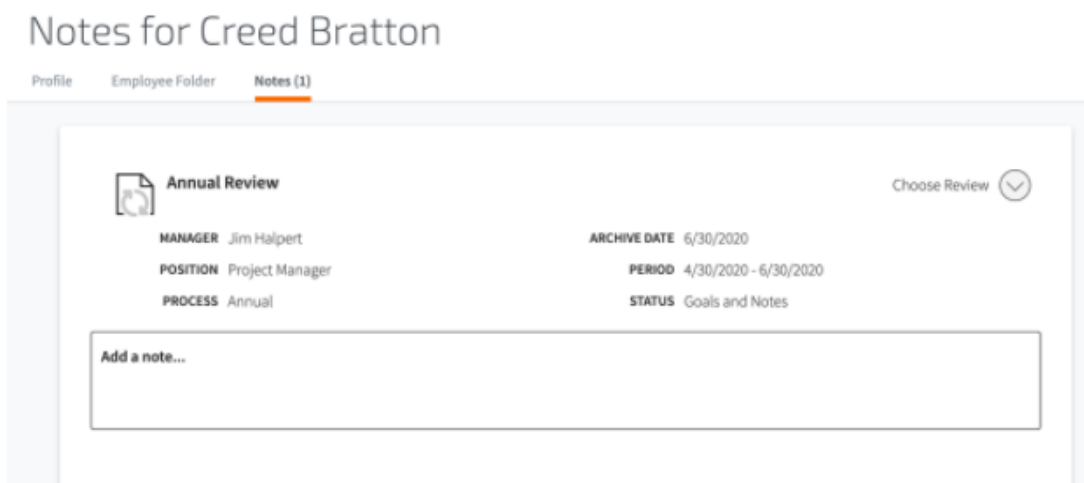 Notes for Creed Bratton
Profile Employee Folder Notes (1)
Annual Review Choose Review
MANAGER Jim Halpert ARCHIVE DATE 6/30/2020
POSITION Project Manager PERIOD 4/30/2020 - 6/30/2020
PROCESS Annual STATUS Goals and Notes
Add a note...